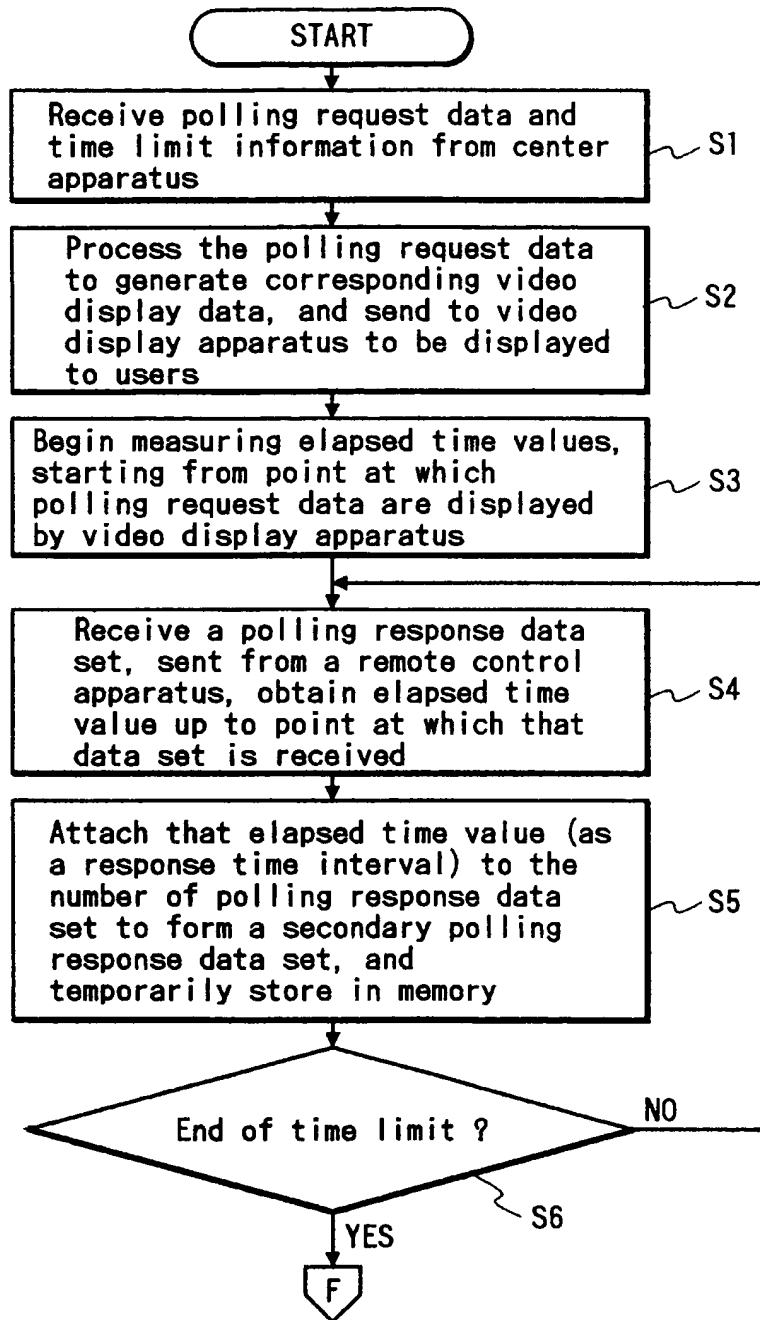 START
Receive polling request data and
time limit information from center
apparatus
S1
Process the polling request data
to generate corresponding video
display data, and send to video
display apparatus to be displayed
to users
S2
Begin measuring elapsed time values,
starting from point at which
polling request data are displayed
by video display apparatus
S3
Receive a polling response data
set, sent from a remote control
apparatus, obtain elapsed time
value up to point at which that
data set is received
S4
Attach that elapsed time value (as
a response time interval) to the
number of polling response data
set to form a secondary polling
response data set, and
temporarily store in memory
S5
End of time limit ?
NO
S6
YES
F